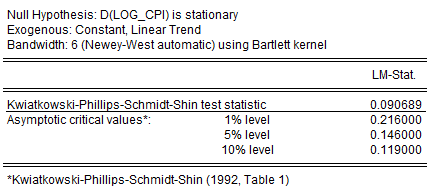 Null Hypothesis: D(LOG_CPI) is stationary
Exogenous: Constant, Linear Trend
Bandwidth: 6 (Newey-West automatic) using Bartlett kernel
LM-Stat.
Kwiatkowski-Phillips-Schmidt-Shin test statistic 0.090689
Asymptotic critical values*: 1% level 0.216000
5% level 0.146000
10% level 0.119000
*Kwiatkowski-Phillips-Schmidt-Shin (1992, Table 1)